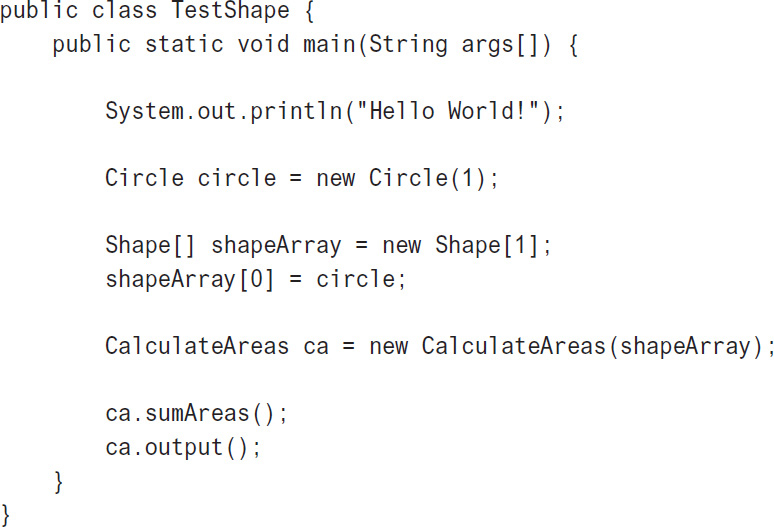 public class TestShape {
    public static void main(String args[]) {
        System.out.println("Hello World!");
        Circle circle = new Circle(1);
        Shape[] shapeArray = new Shape[1];
        shapeArray[0] = circle;
        CalculateAreas ca = new CalculateAreas(shapeArray);
        ca.sumAreas();
        ca.output();
    }
}